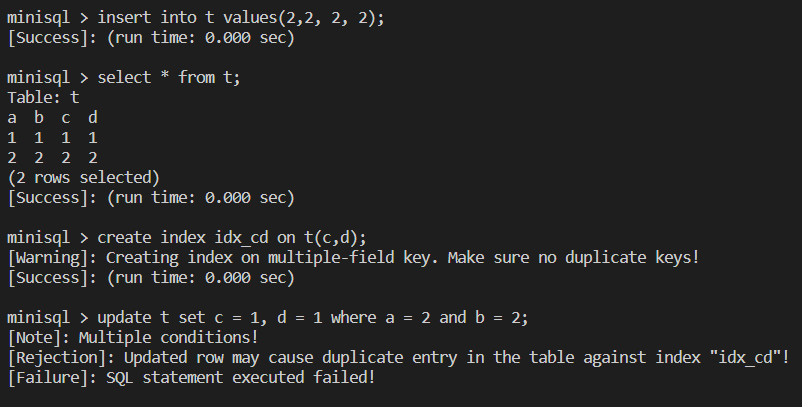 minisql > insert into t values(2,2, 2, 2);
[Success]: (run time: 0.000 sec)
minisql > select * from t;
Table: t
a  b  c  d
1  1  1  1
2  2  2  2
(2 rows selected)
[Success]: (run time: 0.000 sec)
minisql > create index idx_cd on t(c,d);
[Warning]: Creating index on multiple-field key. Make sure no duplicate keys!
[Success]: (run time: 0.000 sec)
minisql > update t set c = 1, d = 1 where a = 2 and b = 2;
[Note]: Multiple conditions!
[Rejection]: Updated row may cause duplicate entry in the table against index "idx_cd"!
[Failure]: SQL statement executed failed!